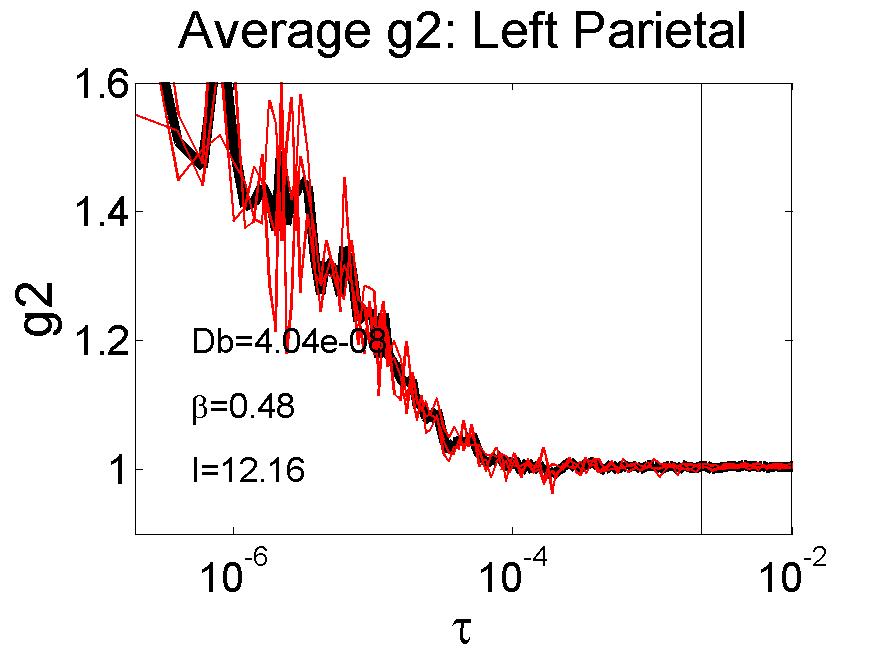 Average g2: Left Parietal
1.6
1.4
1.2
1
g2
Db=4.04e-08
β=0.48
I=12.16
10^-6
10^-4
10^-2
τ